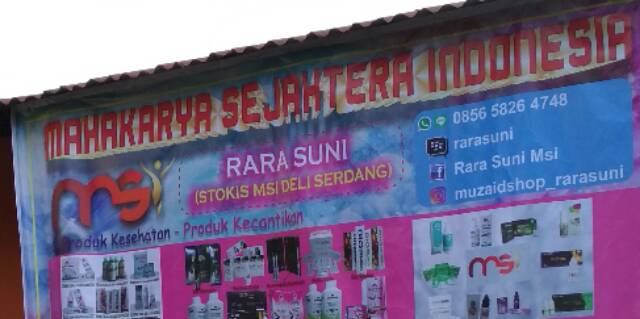 MAHAKARYA SEJAHTERA INDONESIA
0856 5826 4748
RARA SUNI
rarasuni
(STOKIS MSI DELI SERDANG)
Rara Suni Msi
msi
muzaidshop_rarasuni
Produk Kesehatan - Produk Kecantikan
msi